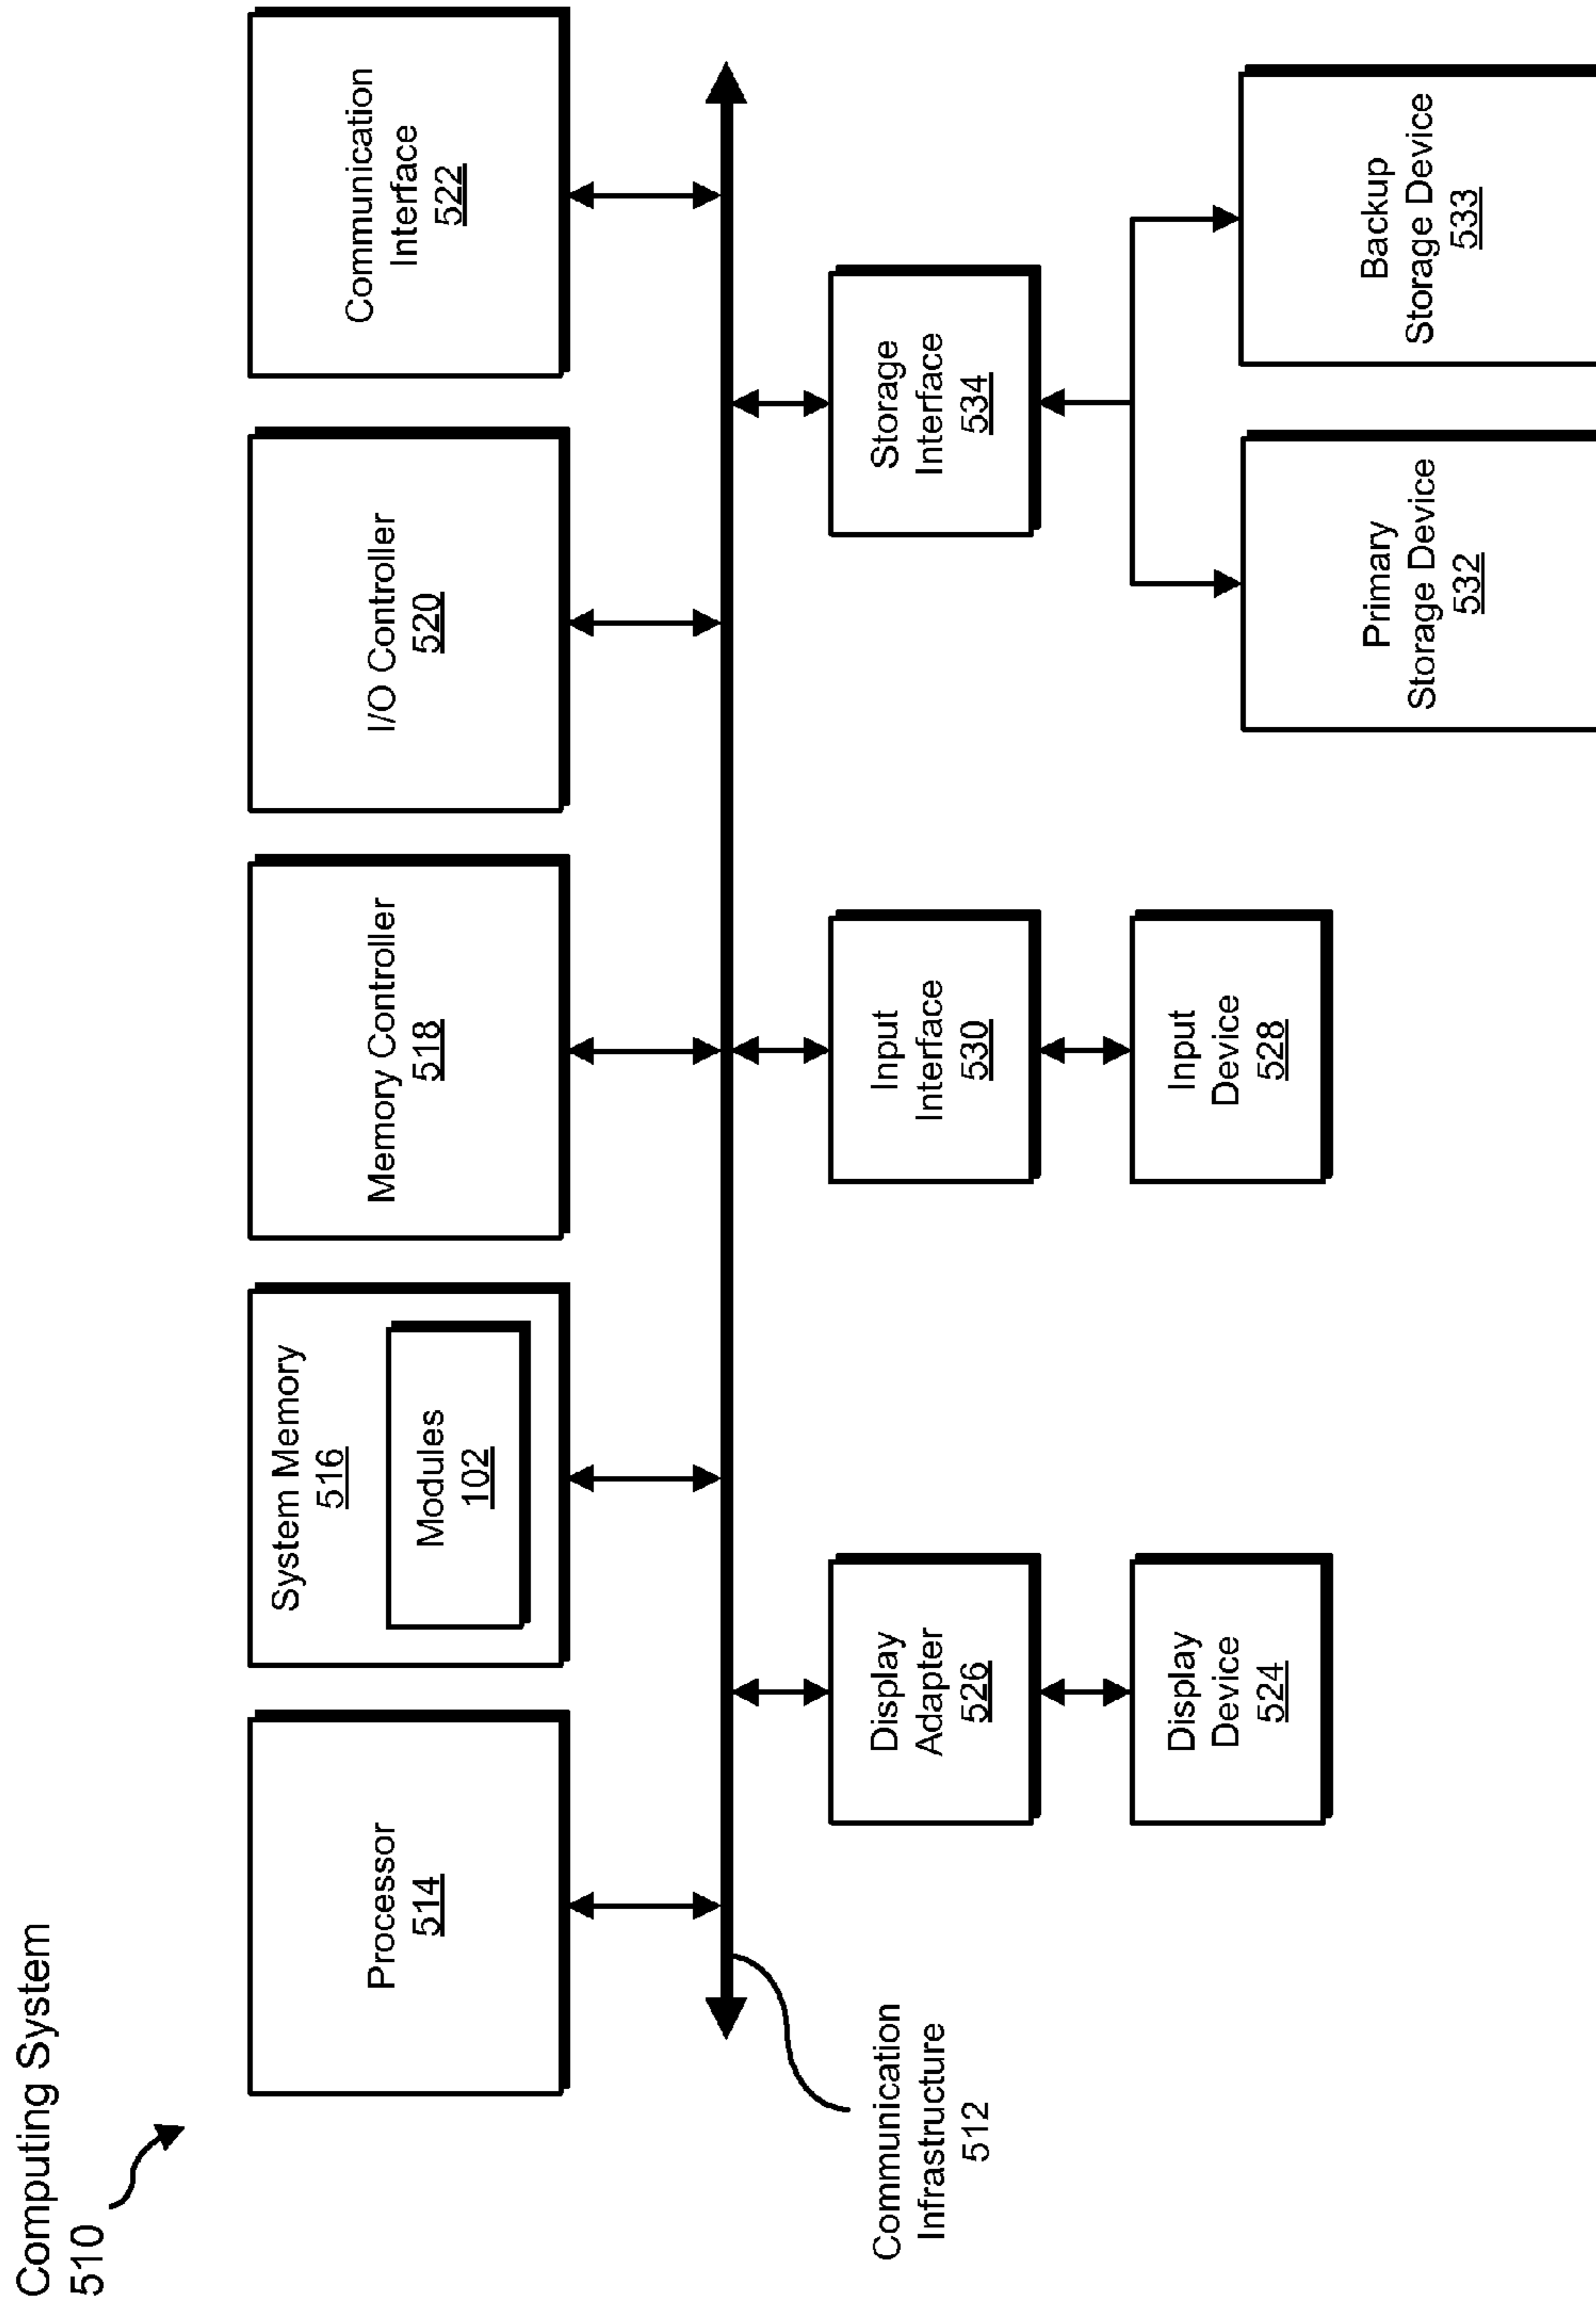 Computing System
510
Processor
514
System Memory
516
Modules
102
Memory Controller
518
I/O Controller
520
Communication
Interface
522
Communication
Infrastructure
512
Display
Adapter
526
Input
Interface
530
Storage
Interface
534
Display
Device
524
Input
Device
528
Primary
Storage Device
532
Backup
Storage Device
533